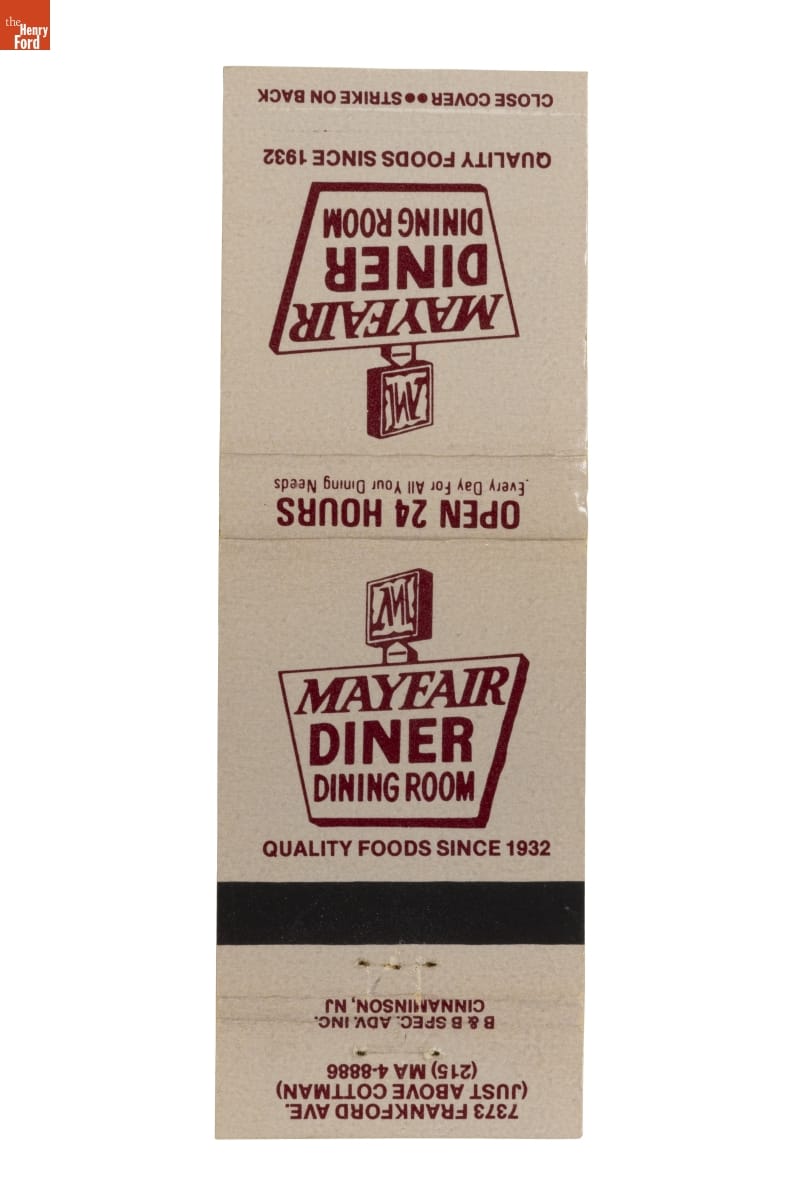 the
Henry
Ford
CLOSE COVER●●STRIKE ON BACK
QUALITY FOODS SINCE 1932
MAYFAIR
DINER
DINING ROOM
OPEN 24 HOURS
Every Day For All Your Dining Needs
MAYFAIR
DINER
DINING ROOM
QUALITY FOODS SINCE 1932
B & B SPEC. ADV. INC.
CINNAMINSON, NJ
7373 FRANKFORD AVE.
(JUST ABOVE COTTMAN)
(215) MA 4-8886